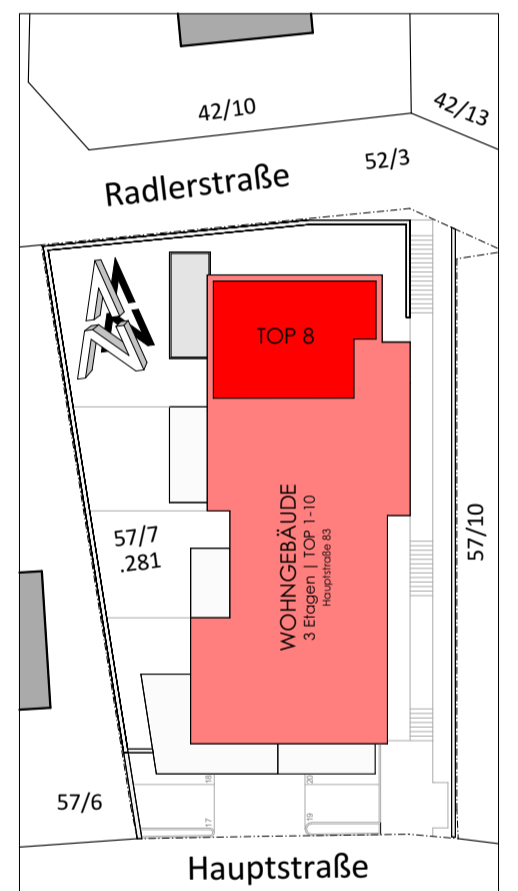 42/10
42/13
52/3
Radlerstraße
TOP 8
WOHNGEBÄUDE
3 Etagen | TOP 1-10
Hauptstraße 83
57/7
.281
57/10
57/6
18
20
17
19
Hauptstraße